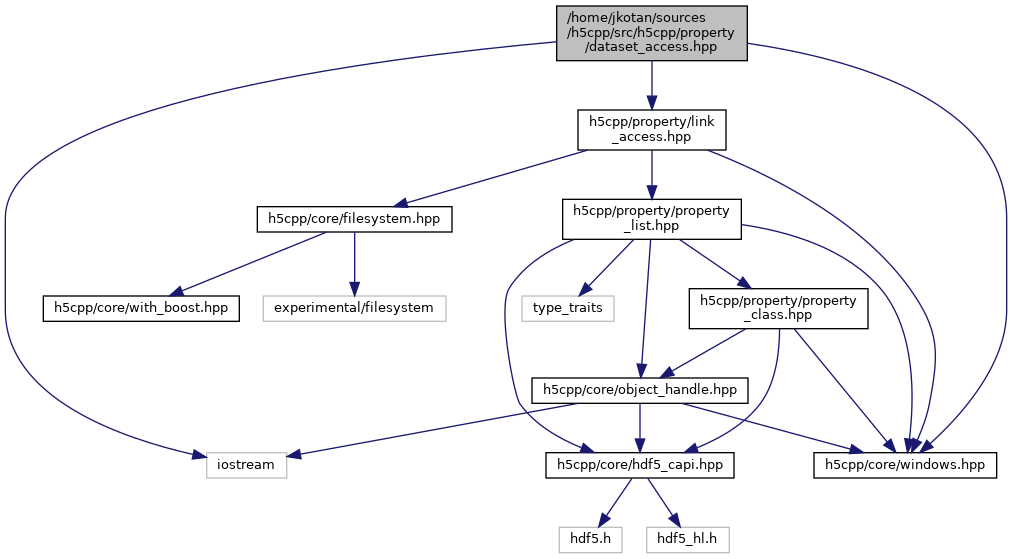 /home/jkotan/sources
/h5cpp/src/h5cpp/property
/dataset_access.hpp
h5cpp/property/link
_access.hpp
h5cpp/core/filesystem.hpp
h5cpp/property/property
_list.hpp
h5cpp/core/with_boost.hpp
experimental/filesystem
type_traits
h5cpp/property/property
_class.hpp
h5cpp/core/object_handle.hpp
iostream
h5cpp/core/hdf5_capi.hpp
h5cpp/core/windows.hpp
hdf5.h
hdf5_hl.h